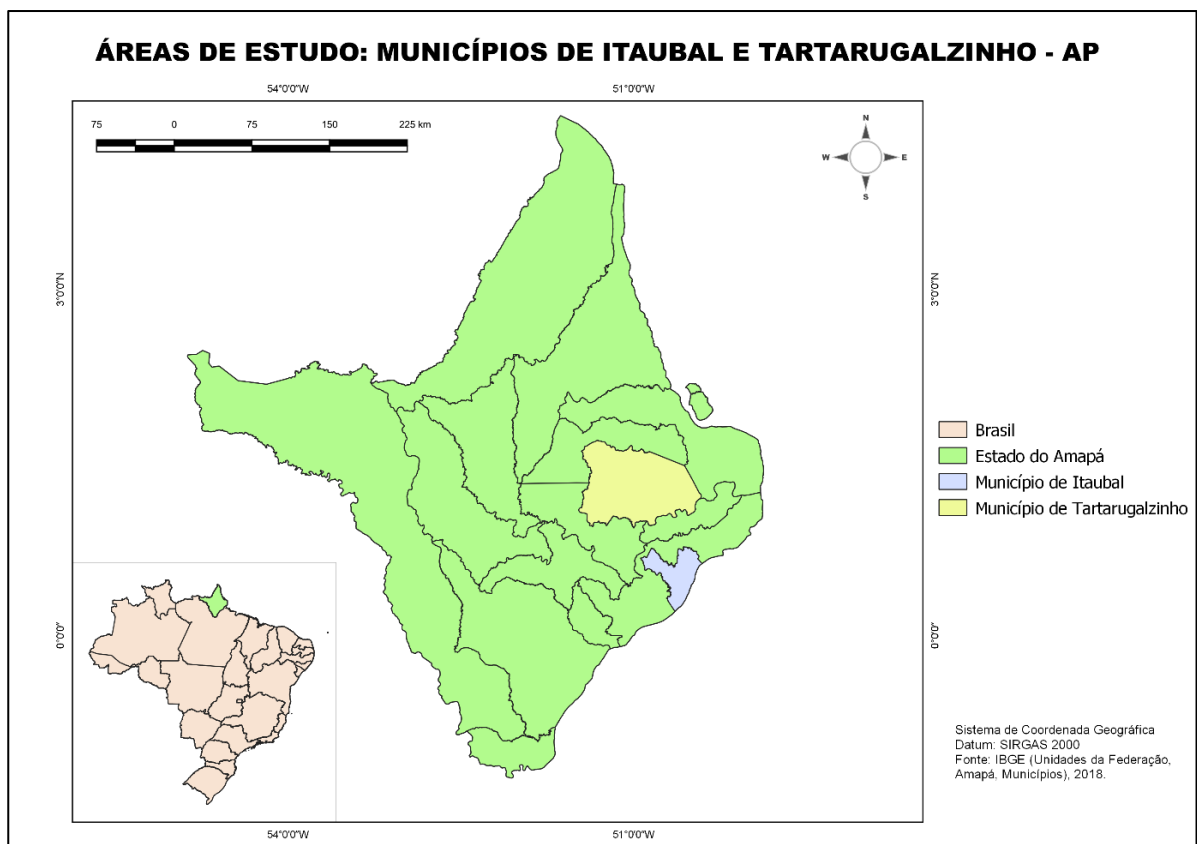 ÁREAS DE ESTUDO: MUNICÍPIOS DE ITAUBAL E TARTARUGALZINHO - AP
54°0'0"W
51°0'0"W
75 0 75 150 225 km
N
W E
S
3°0'0"N
3°0'0"N
Brasil
Estado do Amapá
Município de Itaubal
Município de Tartarugalzinho
0°0'0"
0°0'0"
Sistema de Coordenada Geográfica
Datum: SIRGAS 2000
Fonte: IBGE (Unidades da Federação,
Amapá, Municípios), 2018.
54°0'0"W
51°0'0"W